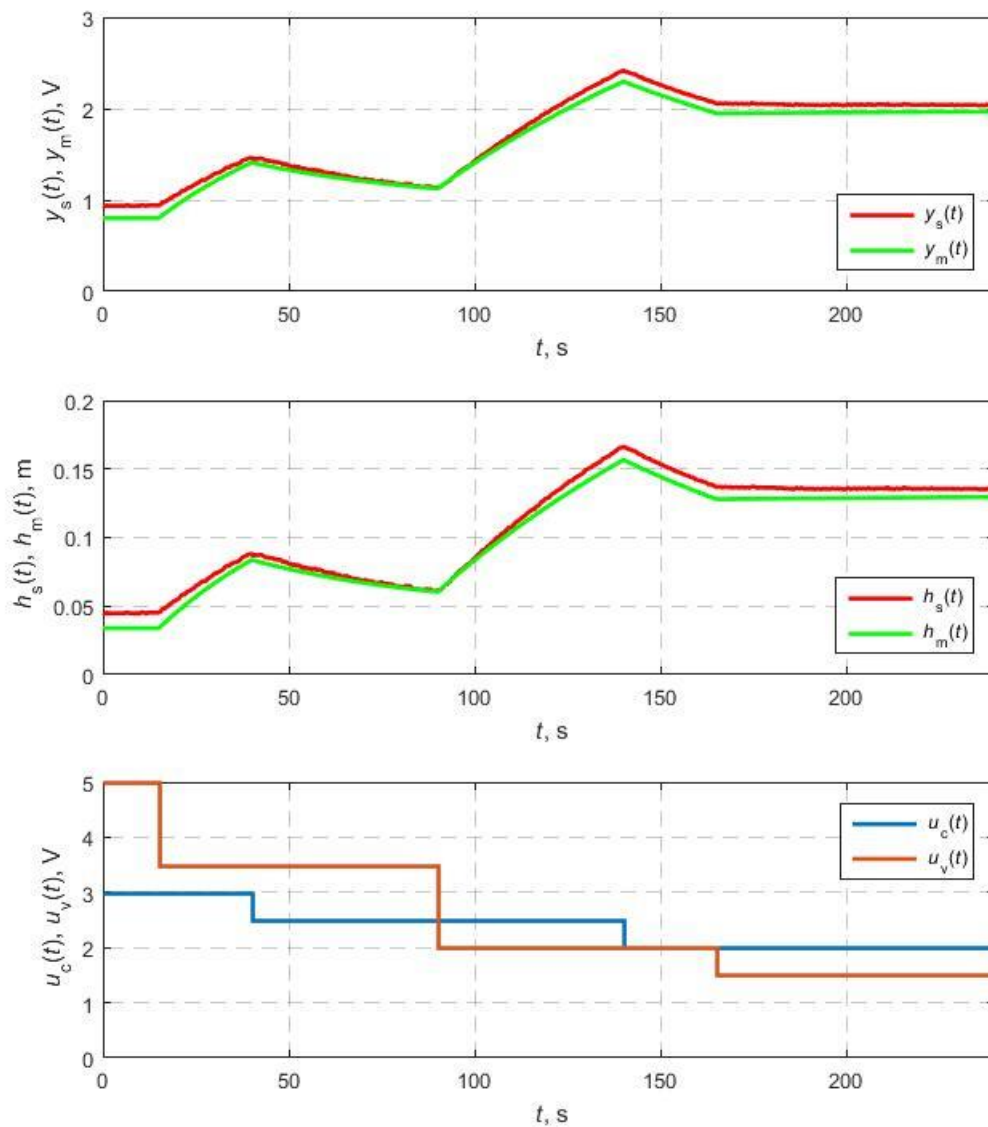 3
2
1
0
y_s(t), y_m(t), V
0 50 100 150 200
t, s
y_s(t)
y_m(t)
0.2
0.15
0.1
0.05
0
h_s(t), h_m(t), m
0 50 100 150 200
t, s
h_s(t)
h_m(t)
5
4
3
2
1
0
u_c(t), u_v(t), V
0 50 100 150 200
t, s
u_c(t)
u_v(t)